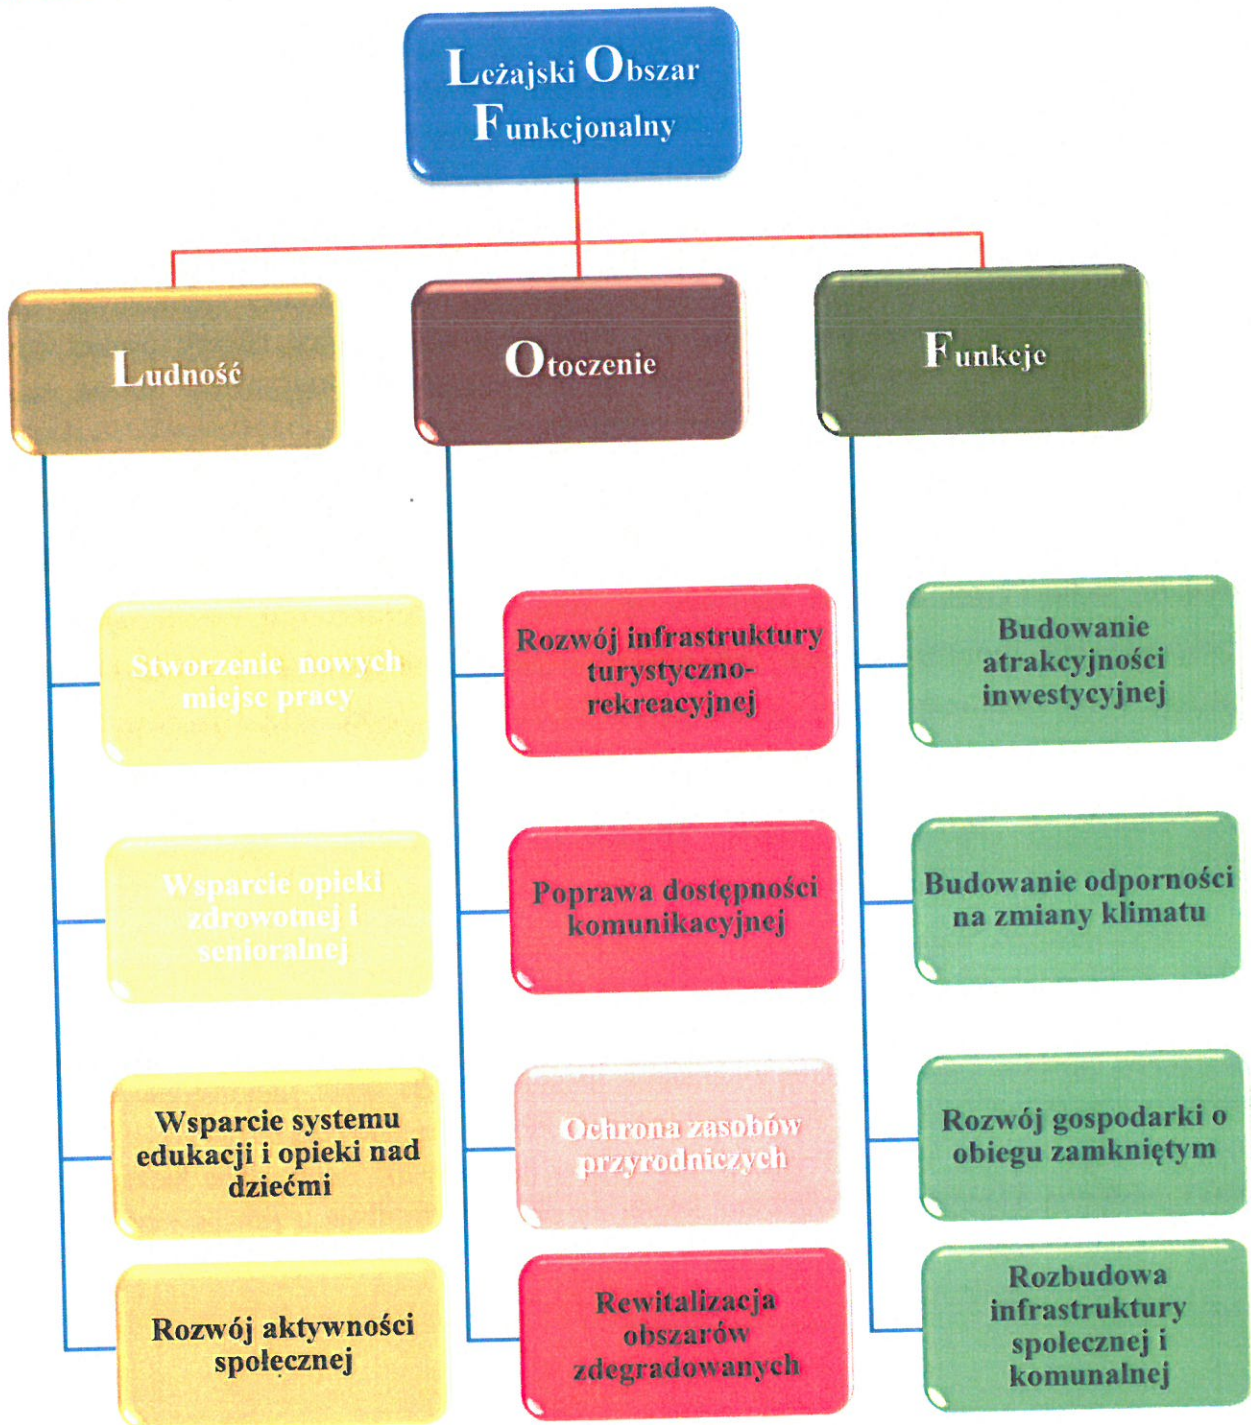 Leżajski Obszar
Funkcjonalny
Ludność
Stworzenie nowych
miejsc pracy
Wsparcie opieki
zdrowotnej i
senioralnej
Wsparcie systemu
edukacji i opieki nad
dziećmi
Rozwój aktywności
społecznej
Otoczenie
Rozwój infrastruktury
turystyczno-
rekreacyjnej
Poprawa dostępności
komunikacyjnej
Ochrona zasobów
przyrodniczych
Rewitalizacja
obszarów
zdegradowanych
Funkcje
Budowanie
atrakcyjności
inwestycyjnej
Budowanie odporności
na zmiany klimatu
Rozwój gospodarki o
obiegu zamkniętym
Rozbudowa
infrastruktury
społecznej i
komunalnej